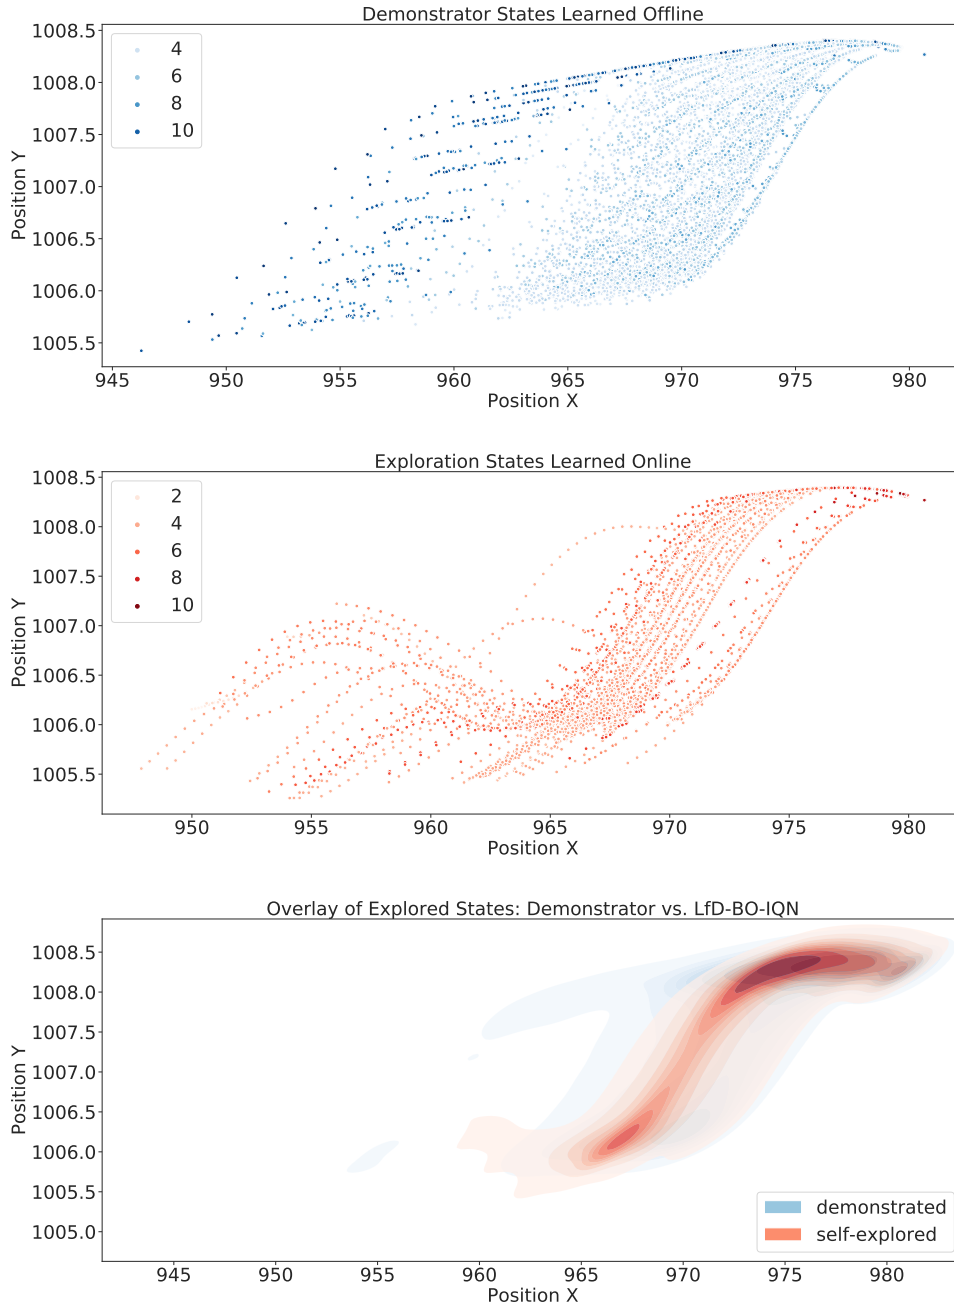 Demonstrator States Learned Offline
1008.5
1008.0
1007.5
1007.0
1006.5
1006.0
1005.5
Position Y
4
6
8
10
945 950 955 960 965 970 975 980
Position X
Exploration States Learned Online
1008.5
1008.0
1007.5
1007.0
1006.5
1006.0
1005.5
Position Y
2
4
6
8
10
950 955 960 965 970 975 980
Position X
Overlay of Explored States: Demonstrator vs. LfD-BO-IQN
1008.5
1008.0
1007.5
1007.0
1006.5
1006.0
1005.5
1005.0
Position Y
demonstrated
self-explored
945 950 955 960 965 970 975 980
Position X